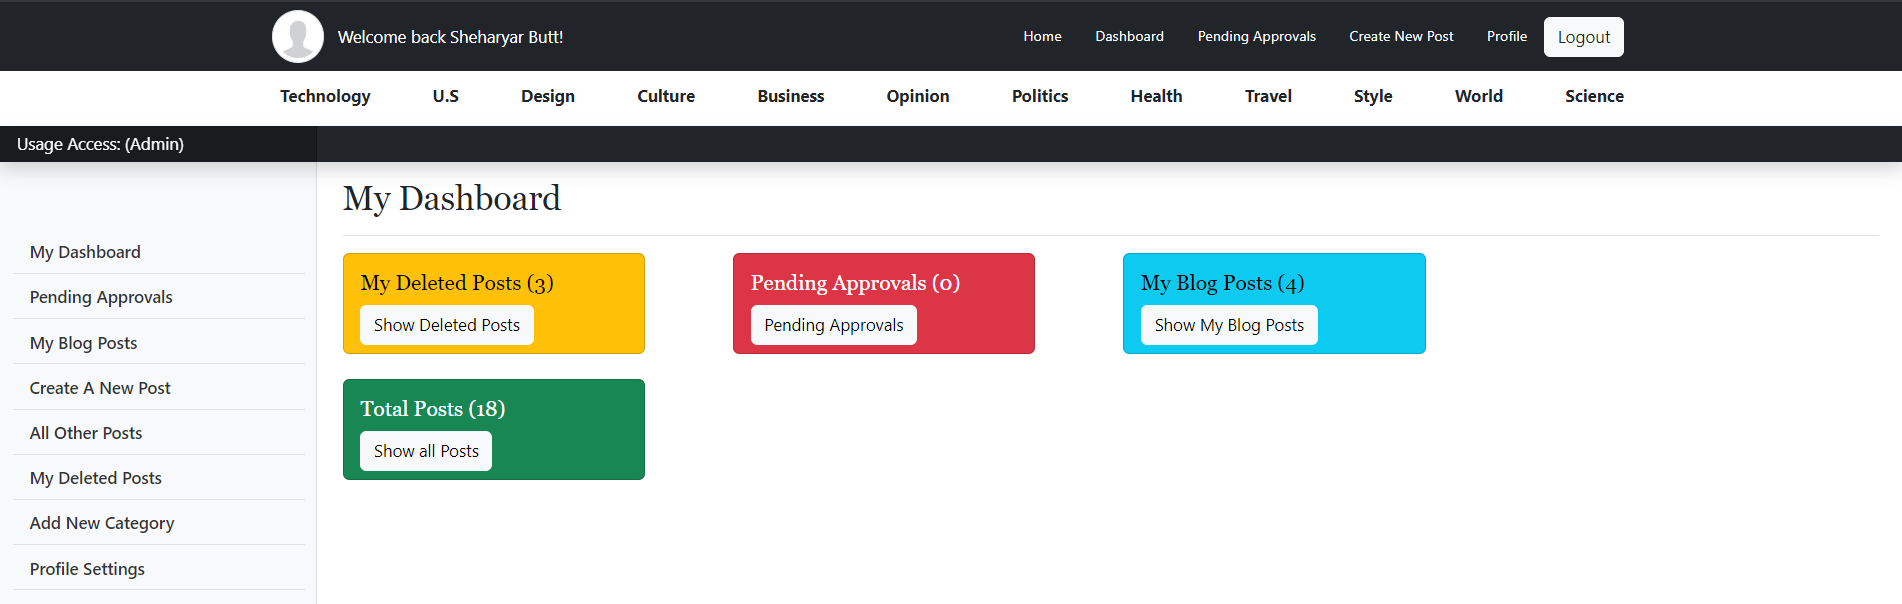 Welcome back Sheharyar Butt!
Home Dashboard Pending Approvals Create New Post Profile Logout
Technology U.S Design Culture Business Opinion Politics Health Travel Style World Science
Usage Access: (Admin)
My Dashboard
Pending Approvals
My Blog Posts
Create A New Post
All Other Posts
My Deleted Posts
Add New Category
Profile Settings
My Dashboard
My Deleted Posts (3)
Show Deleted Posts
Pending Approvals (0)
Pending Approvals
My Blog Posts (4)
Show My Blog Posts
Total Posts (18)
Show all Posts